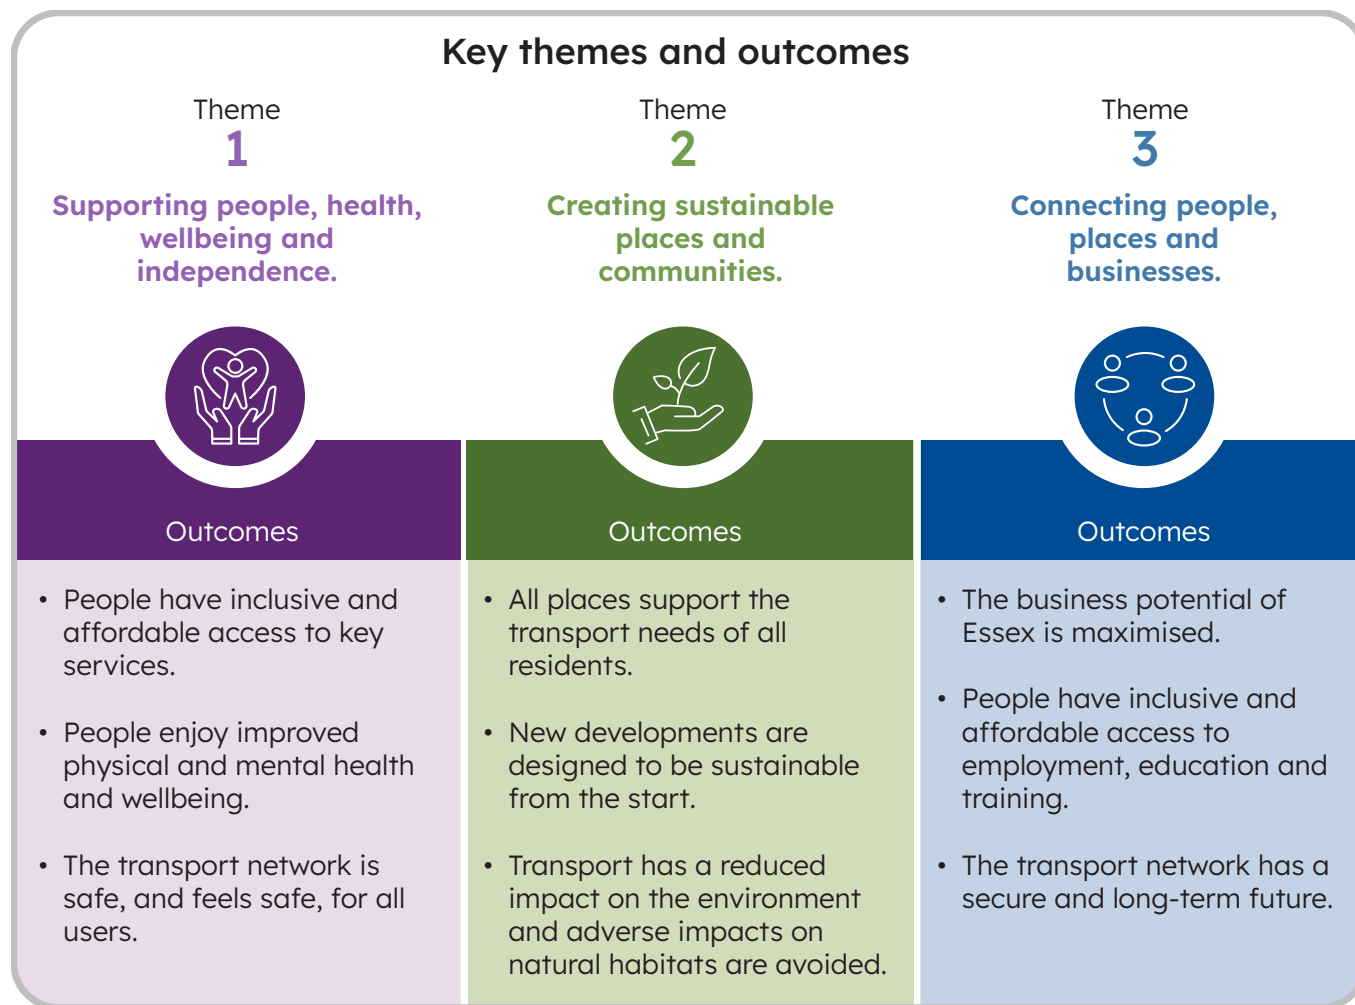 Key themes and outcomes
Theme
1
Supporting people, health,
wellbeing and
independence.
Outcomes
• People have inclusive and
affordable access to key
services.
• People enjoy improved
physical and mental health
and wellbeing.
• The transport network is
safe, and feels safe, for all
users.
Theme
2
Creating sustainable
places and
communities.
Outcomes
• All places support the
transport needs of all
residents.
• New developments are
designed to be sustainable
from the start.
• Transport has a reduced
impact on the environment
and adverse impacts on
natural habitats are avoided.
Theme
3
Connecting people,
places and
businesses.
Outcomes
• The business potential of
Essex is maximised.
• People have inclusive and
affordable access to
employment, education and
training.
• The transport network has a
secure and long-term future.